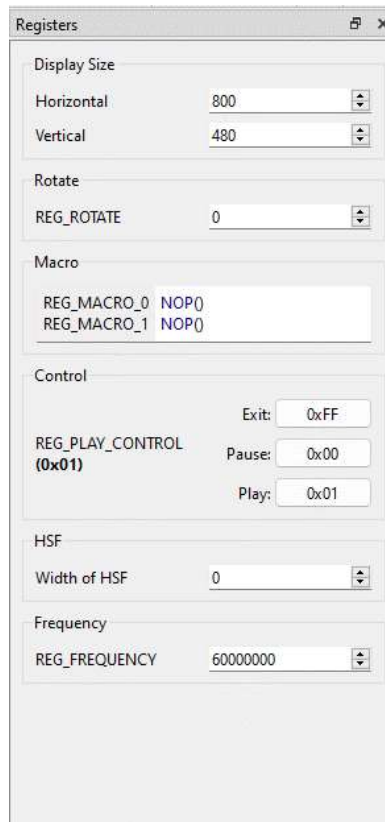 Registers
Display Size
Horizontal 800
Vertical 480
Rotate
REG_ROTATE 0
Macro
REG_MACRO_0 NOP()
REG_MACRO_1 NOP()
Control
Exit: 0xFF
REG_PLAY_CONTROL
(0x01)
Pause: 0x00
Play: 0x01
HSF
Width of HSF 0
Frequency
REG_FREQUENCY 60000000